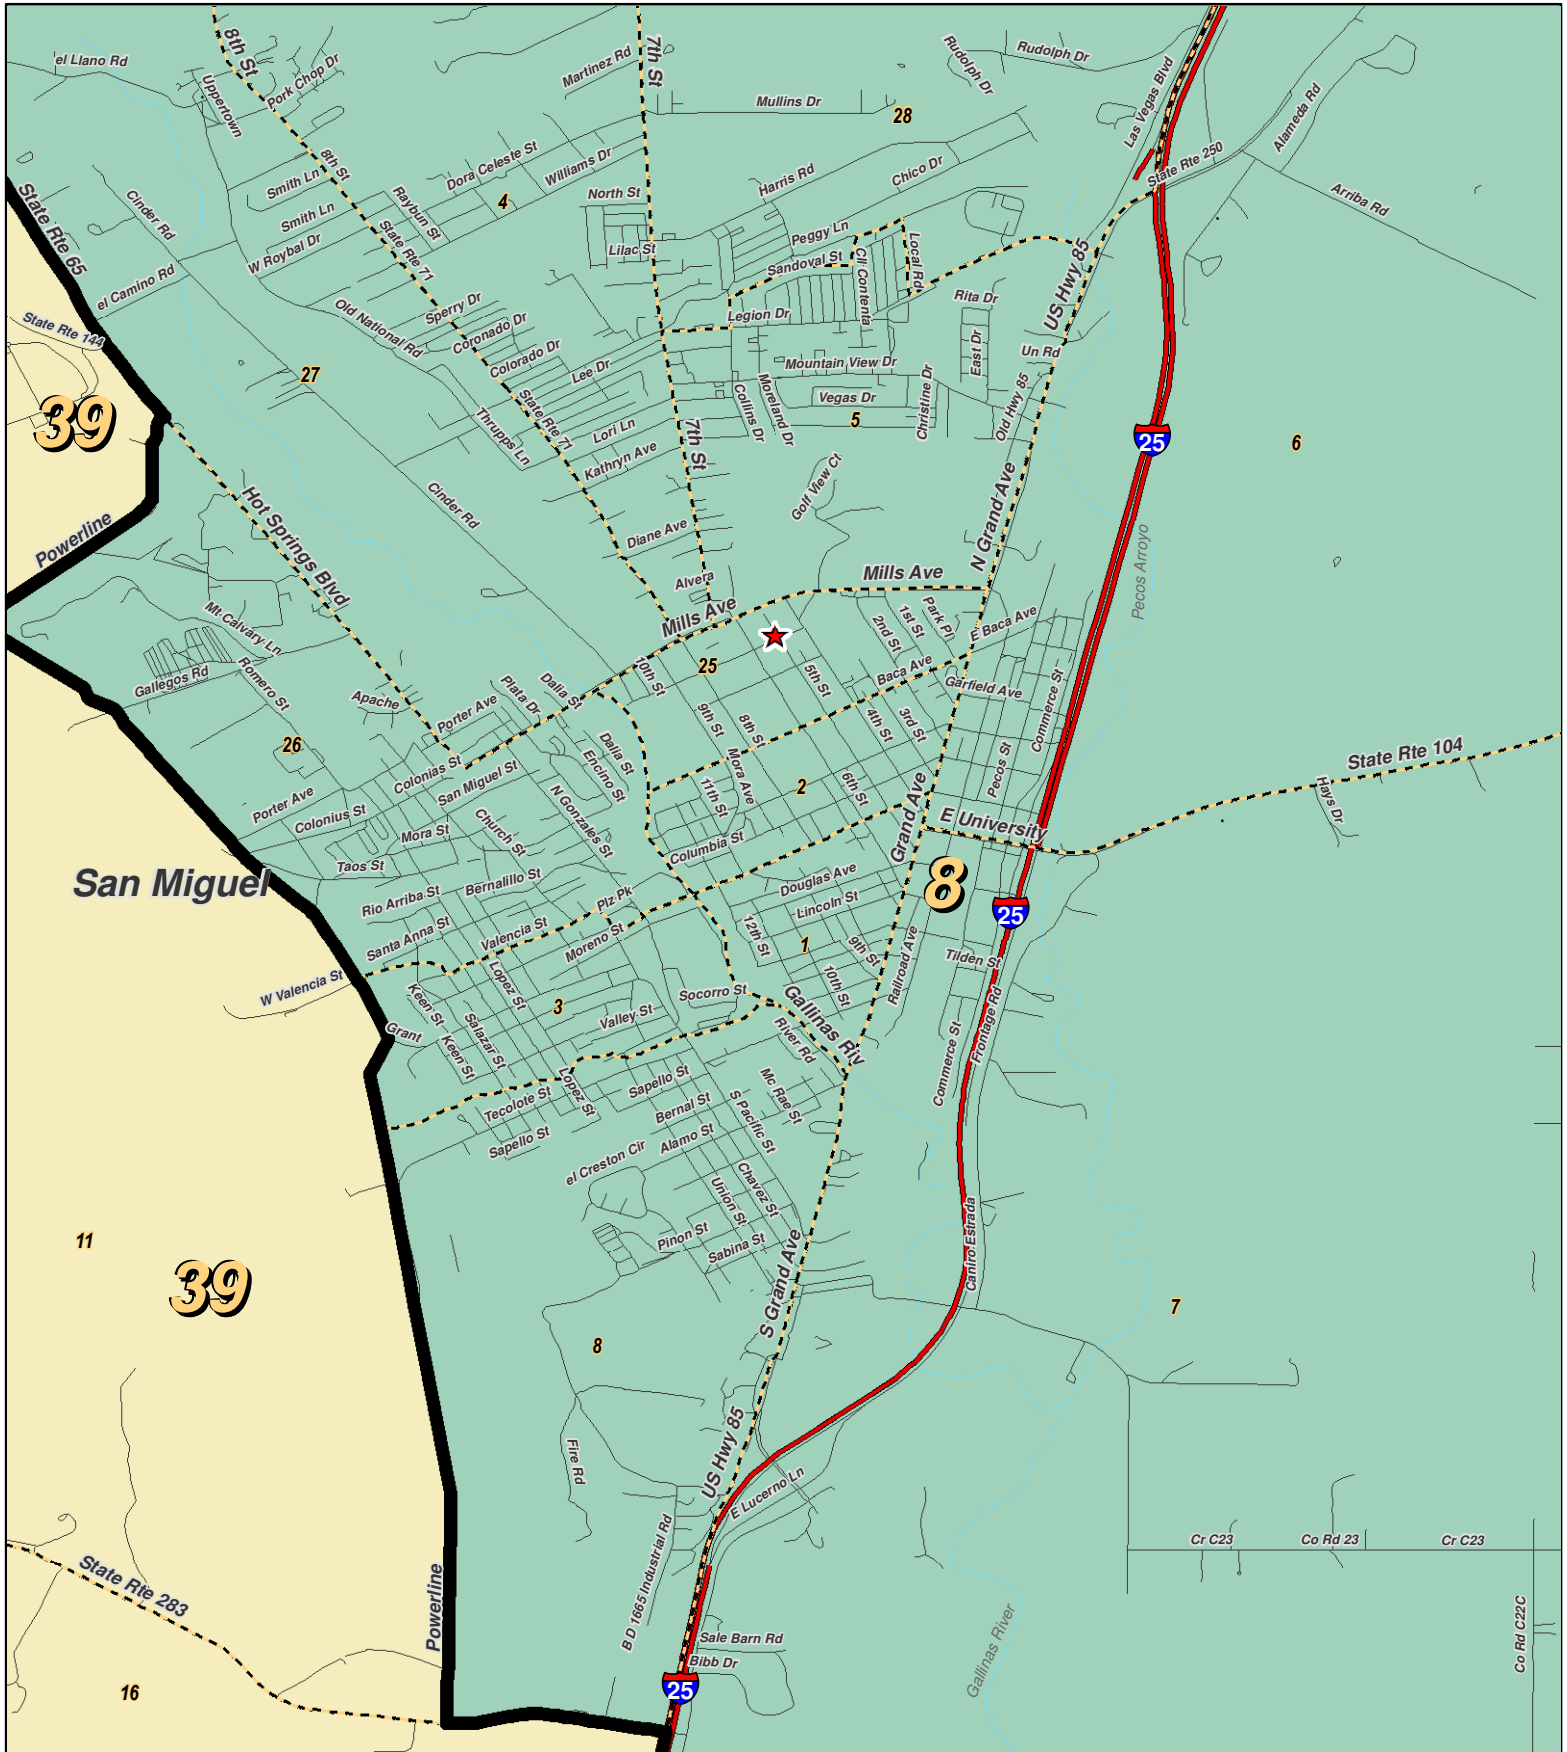 8th St
7th St
el Llano Rd
Pork Chop Dr
Martinez Rd
Rudolph Dr
Rudolph Dr
Las Vegas Blvd
Uppertown
Mullins Dr
28
Alameda Rd
State Rte 250
8th St
Dora Celeste St
Williams Dr
Smith Ln
Harris Rd
Chico Dr
State Rte 65
Cinder Rd
Smith Ln
Raybun St
4
North St
Arriba Rd
W Roybal Dr
State Rte 71
Lilac St
Peggy Ln
Sandoval St
Cll Contenta
Local Rd
US Hwy 85
el Camino Rd
Rita Dr
State Rte 144
Old National Rd
Sperry Dr
Coronado Dr
Legion Dr
East Dr
Un Rd
27
Colorado Dr
Lee Dr
Mountain View Dr
39
State Rte 71
Collins Dr
Moreland Dr
Vegas Dr
5
Christine Dr
Old Hwy 85
25
6
Thrupps Ln
Lori Ln
7th St
Kathryn Ave
Powerline
Hot Springs Blvd
Cinder Rd
Golf View Ct
N Grand Ave
Diane Ave
Pecos Arroyo
Alvera
Mills Ave
Mills Ave
Mt Calvary Ln
Park Pl
1st St
2nd St
E Baca Ave
Gallegos Rd
Romero St
10th St
25
5th St
Baca Ave
Garfield Ave
Apache
Porter Ave
Plata Dr
Dalia St
9th St
8th St
4th St
3rd St
Commerce St
26
Dalia St
Encino St
Colonias St
San Miguel St
Mora Ave
Pecos St
State Rte 104
Porter Ave
Colonius St
N Gonzales St
11th St
2
6th St
Grand Ave
Hays Dr
Mora St
Church St
Columbia St
E University
Taos St
San Miguel
Bernalillo St
Douglas Ave
8
Rio Arriba St
Plz Pk
Lincoln St
25
Santa Anna St
Valencia St
Moreno St
12th St
1
9th St
Railroad Ave
Tilden St
W Valencia St
Keen St
Lopez St
Socorro St
Gallinas Riv
10th St
3
Valley St
Frontage Rd
Grant
Keen St
Salazar St
River Rd
Commerce St
Lopez St
Sapello St
Mc Rae St
Tecolote St
Bernal St
S Pacific St
Sapello St
Alamo St
el Creston Cir
Union St
Chavez St
11
Pinon St
Sabina St
Caniro Estrada
39
S Grand Ave
7
8
Fire Rd
US Hwy 85
E Lucerno Ln
B D 1665 Industrial Rd
Cr C23
Co Rd 23
Cr C23
State Rte 283
Powerline
Gallinas River
Co Rd C22C
Sale Barn Rd
Bibb Dr
16
25